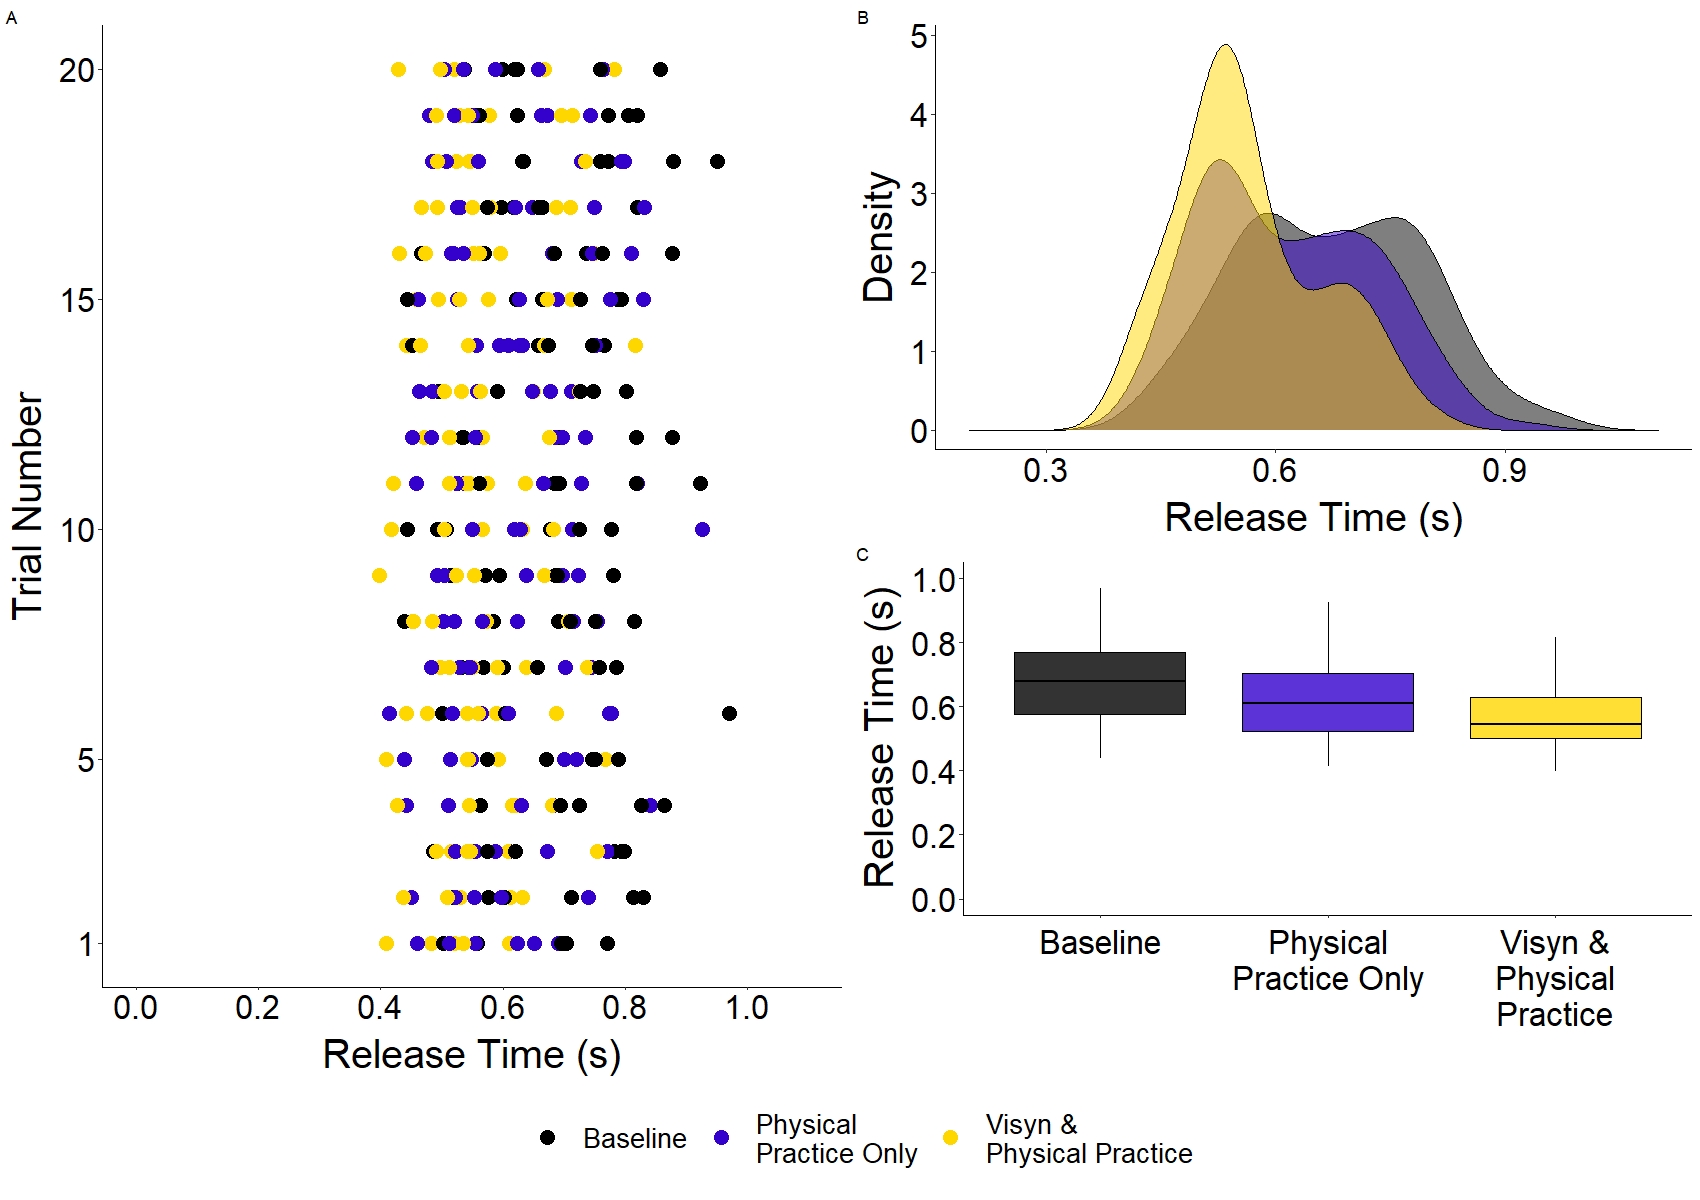 A
20
15
10
5
1
Trial Number
0.0 0.2 0.4 0.6 0.8 1.0
Release Time (s)
B
5
4
3
2
1
0
Density
0.3 0.6 0.9
Release Time (s)
C
1.0
0.8
0.6
0.4
0.2
0.0
Release Time (s)
Baseline
Physical
Practice Only
Visyn &
Physical
Practice
Baseline
Physical
Practice Only
Visyn &
Physical Practice